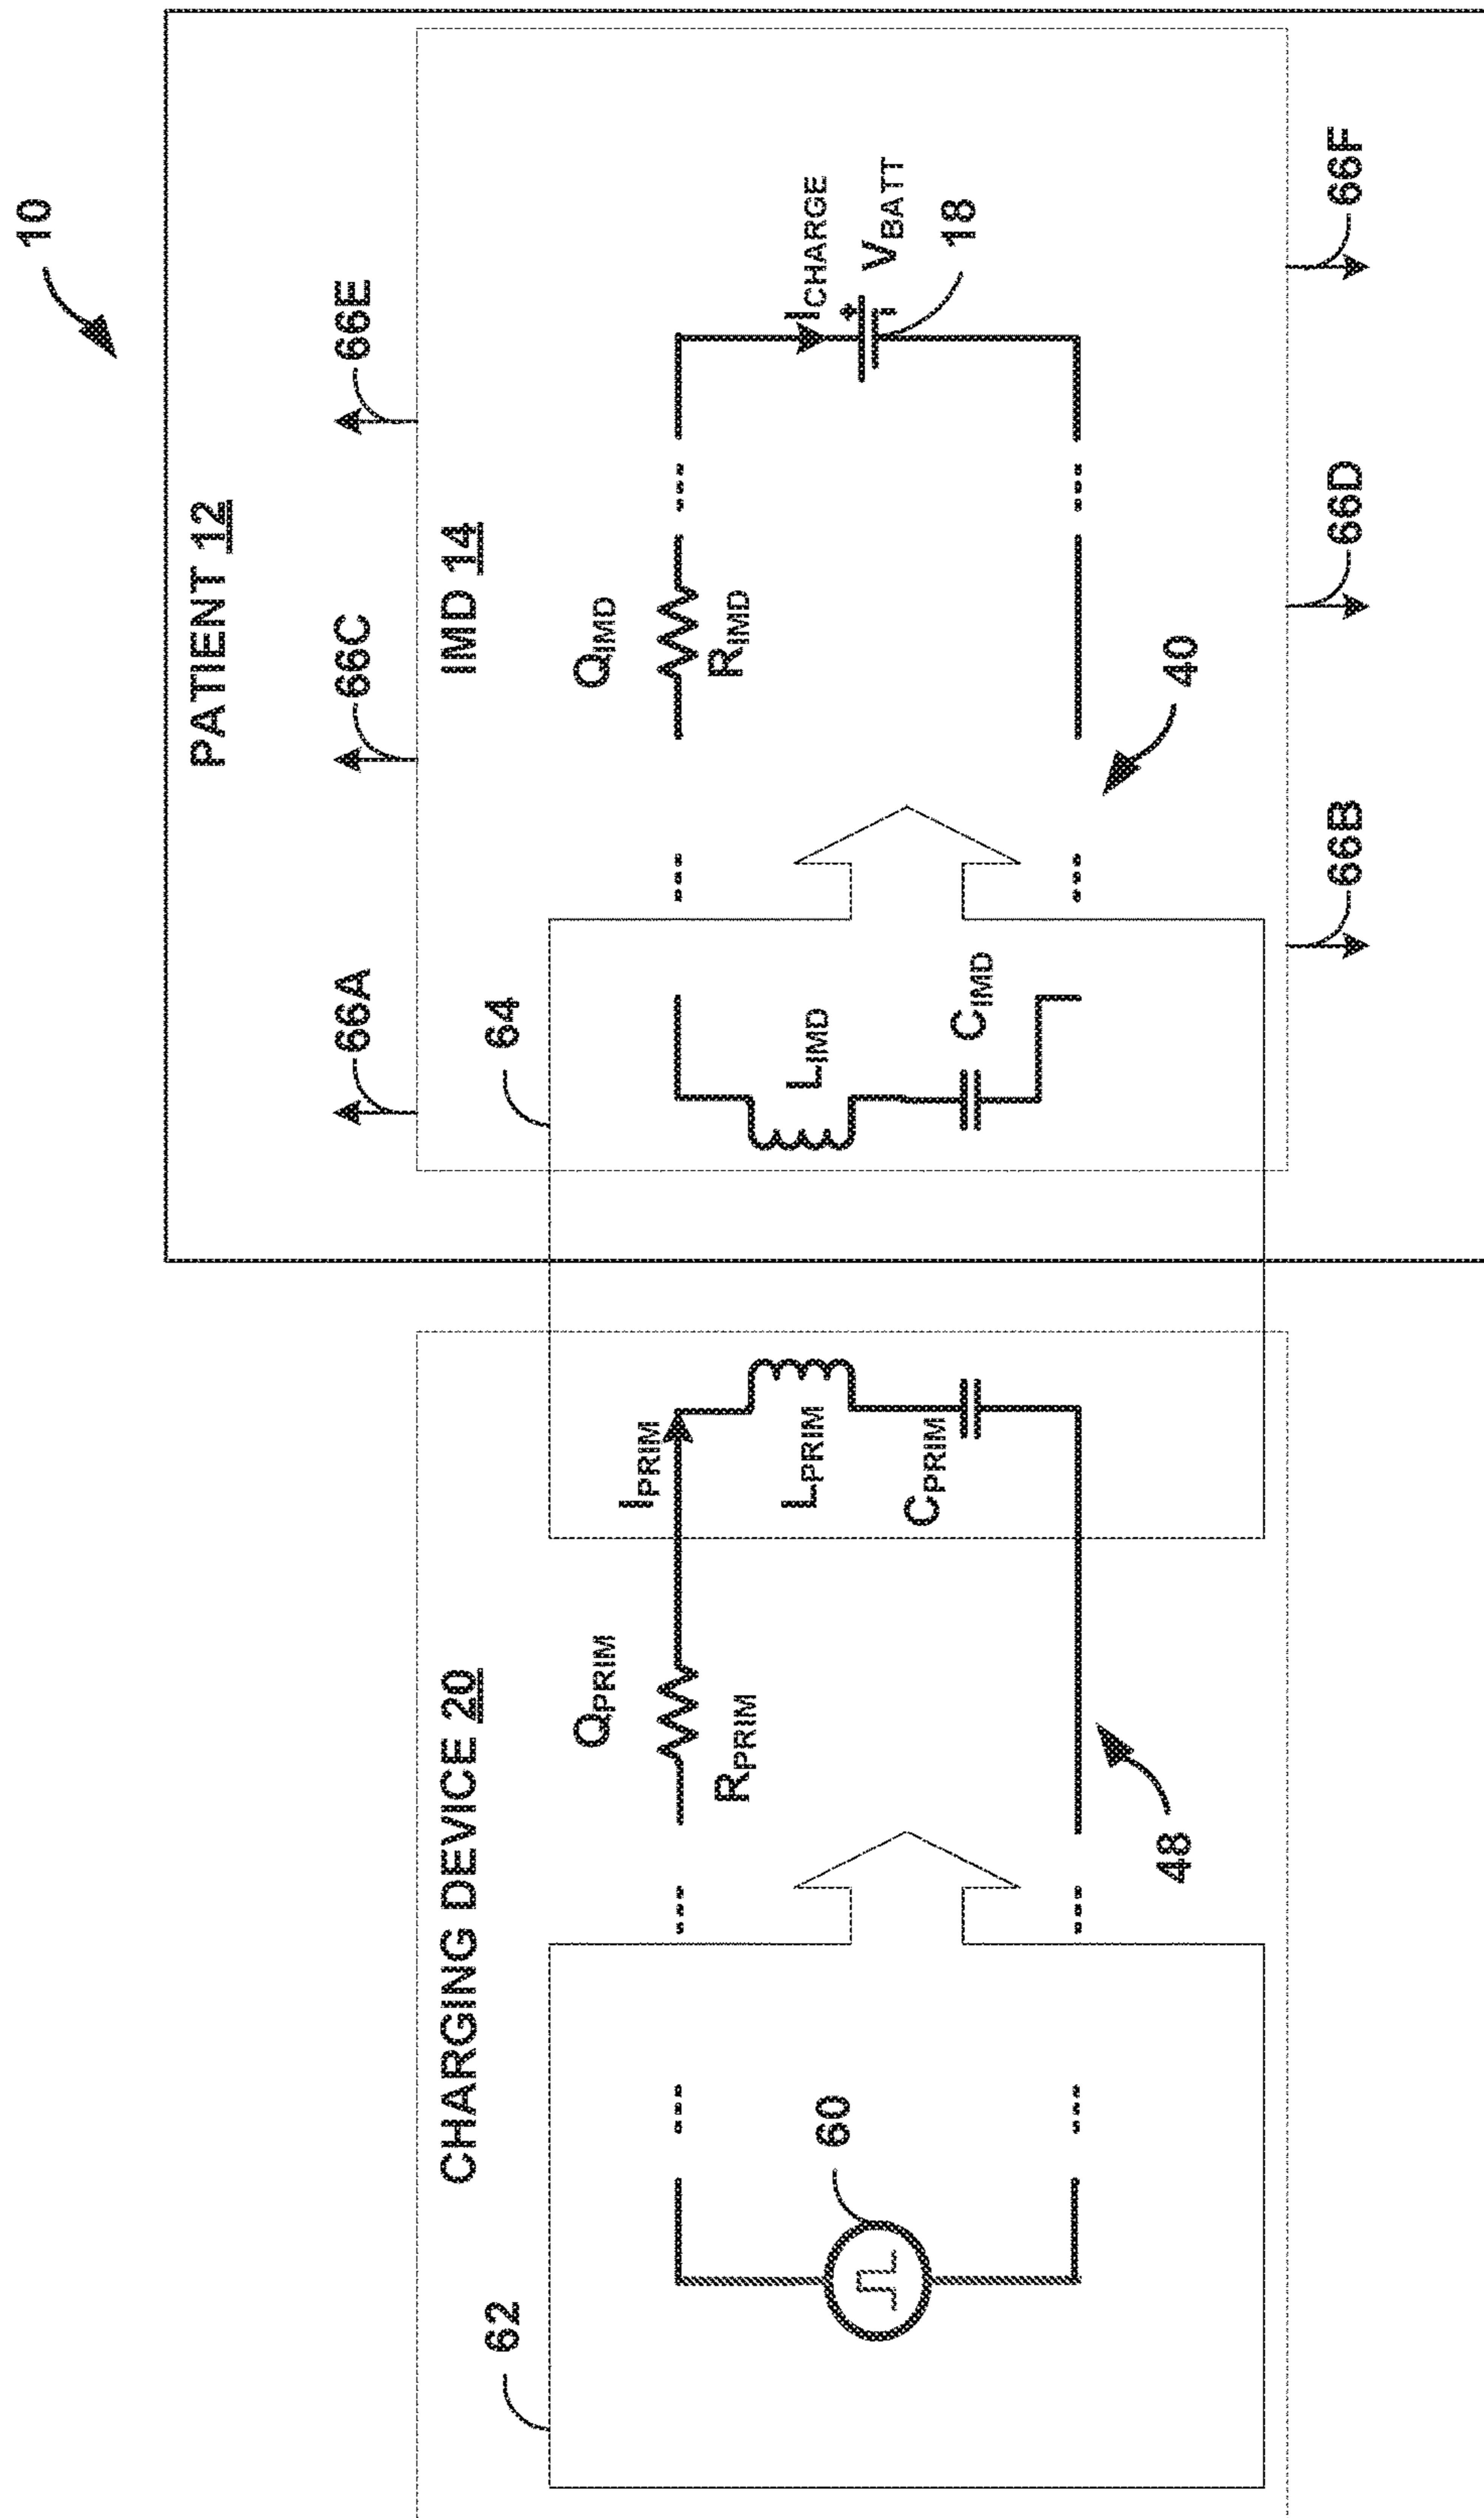 10
PATIENT 12
66A
66C
66E
CHARGING DEVICE 20
IMD 14
62
64
QPRIM
IPRIM
QIMD
RPRIM
RIMD
60
LPRIM
LIMD
ICHARGE
CPRIM
CIMD
VBATT
18
48
40
66B
66D
66F